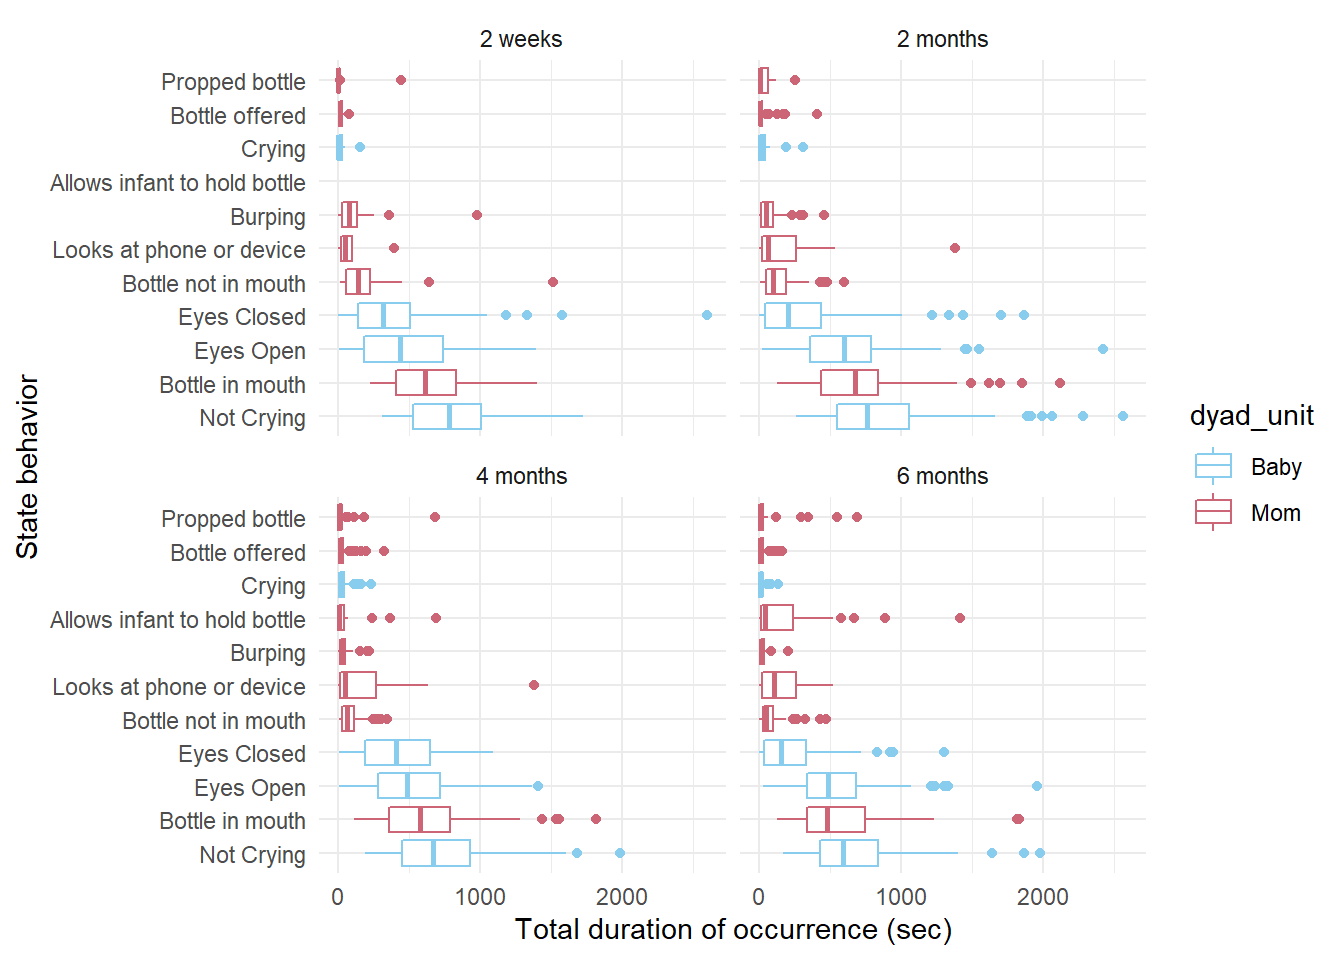 2 weeks
2 months
Propped bottle
Bottle offered
Crying
Allows infant to hold bottle
Burping
Looks at phone or device
Bottle not in mouth
Eyes Closed
Eyes Open
Bottle in mouth
Not Crying
4 months
6 months
Propped bottle
Bottle offered
Crying
Allows infant to hold bottle
Burping
Looks at phone or device
Bottle not in mouth
Eyes Closed
Eyes Open
Bottle in mouth
Not Crying
0 1000 2000
0 1000 2000
Total duration of occurrence (sec)
State behavior
dyad_unit
Baby
Mom